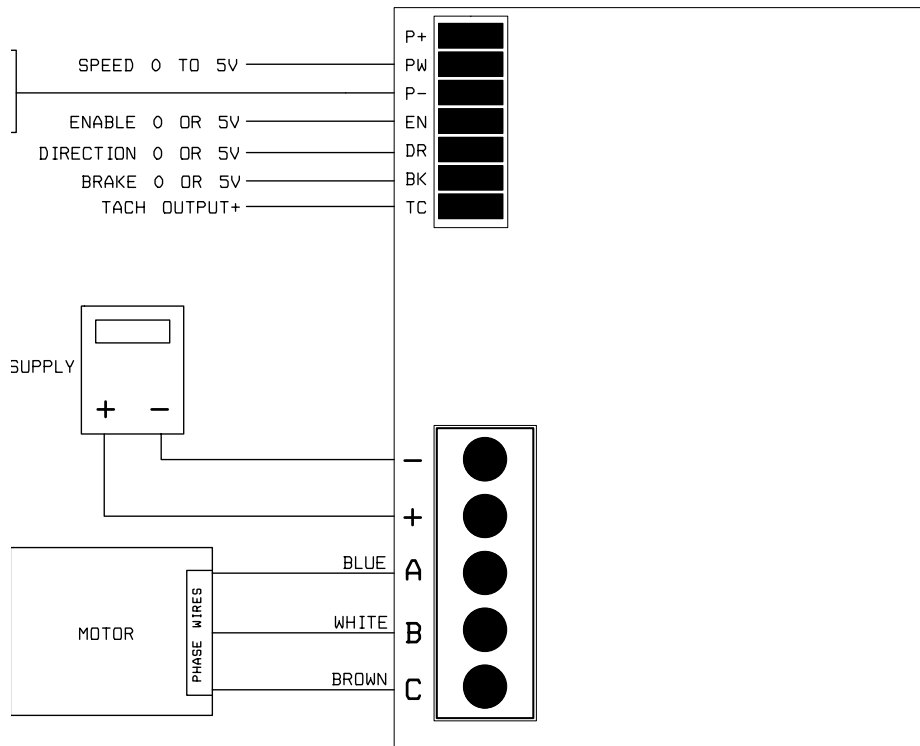 P+
SPEED 0 TO 5V PW
P-
ENABLE 0 OR 5V EN
DIRECTION 0 OR 5V DR
BRAKE 0 OR 5V BK
TACH OUTPUT+ TC
SUPPLY
+ -
-
+
BLUE A
MOTOR
PHASE WIRES
WHITE B
BROWN C